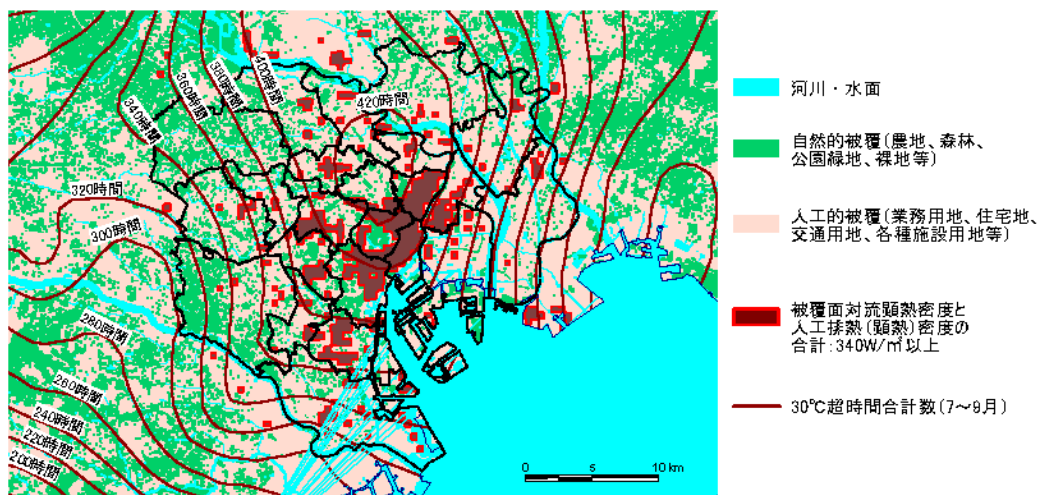 400時間
380時間
360時間
340時間
420時間
320時間
300時間
280時間
260時間
240時間
220時間
200時間
0 5 10 km
河川・水面
自然的被覆(農地、森林、
公園緑地、裸地等)
人工的被覆(業務用地、住宅地、
交通用地、各種施設用地等)
被覆面対流顕熱密度と
人工排熱(顕熱)密度の
合計:340W/㎡以上
30℃超時間合計数(7〜9月)